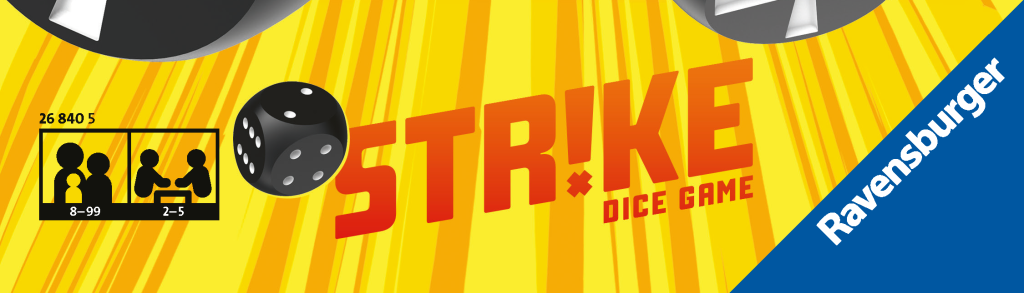 26 840 5
8–99
2–5
STR!KE
DICE GAME
Ravensburger